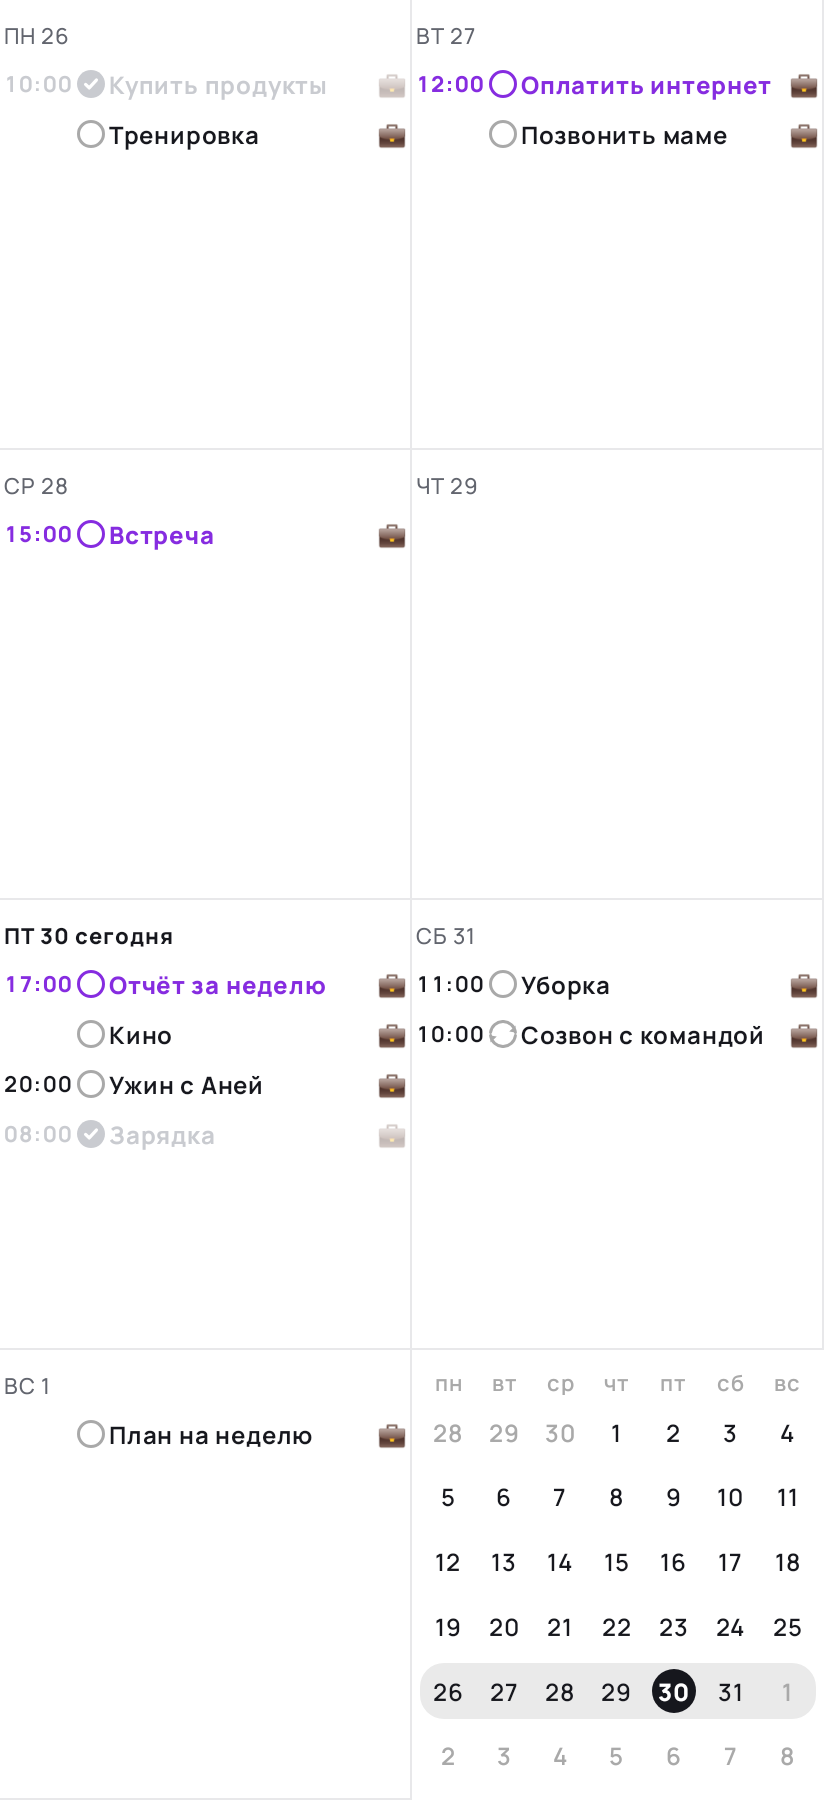 ПН 26
10:00 Купить продукты
Тренировка
ВТ 27
12:00 Оплатить интернет
Позвонить маме
СР 28
15:00 Встреча
ЧТ 29
ПТ 30 сегодня
17:00 Отчёт за неделю
Кино
20:00 Ужин с Аней
08:00 Зарядка
СБ 31
11:00 Уборка
10:00 Созвон с командой
ВС 1
План на неделю
пн вт ср чт пт сб вс
28 29 30 1 2 3 4
5 6 7 8 9 10 11
12 13 14 15 16 17 18
19 20 21 22 23 24 25
26 27 28 29 30 31 1
2 3 4 5 6 7 8